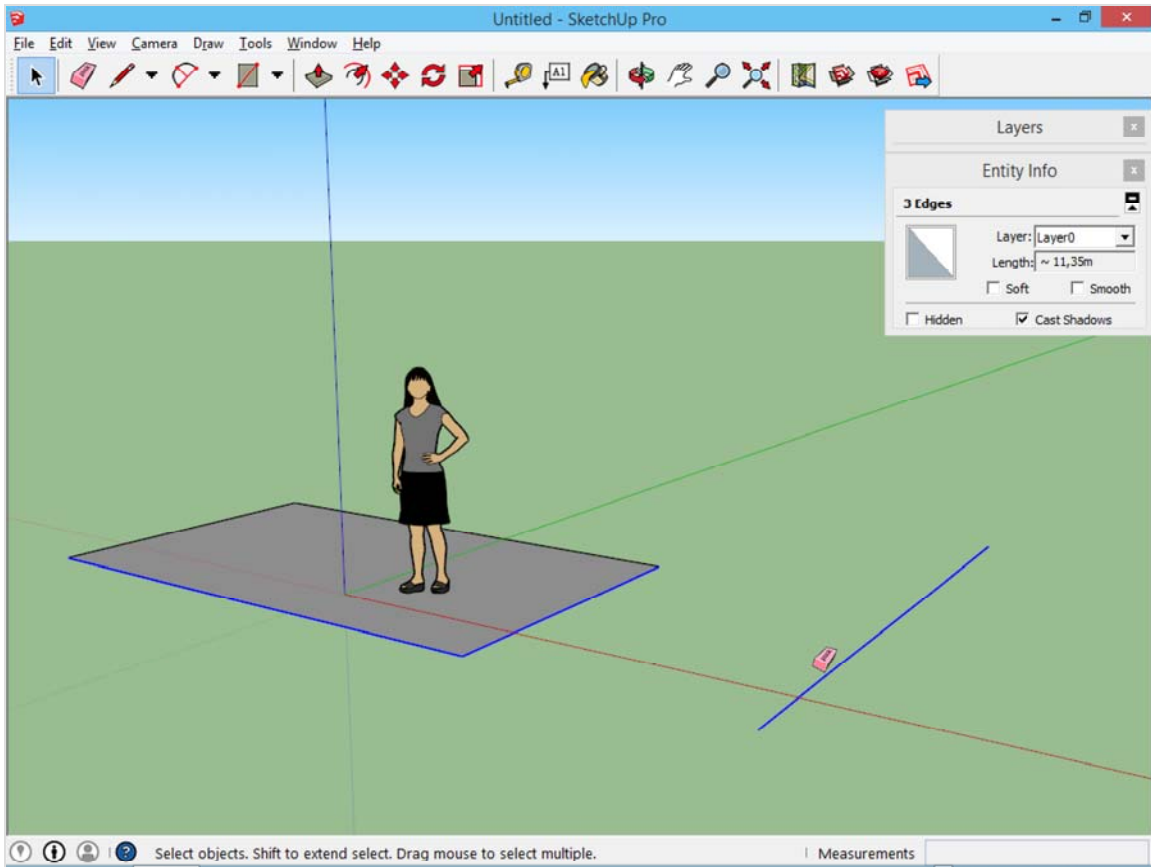 Untitled - SketchUp Pro
File Edit View Camera Draw Tools Window Help
A1
Layers
x
Entity Info
x
3 Edges
Layer: Layer0
Length: ~ 11,35m
Soft Smooth
Hidden Cast Shadows
? Select objects. Shift to extend select. Drag mouse to select multiple. Measurements